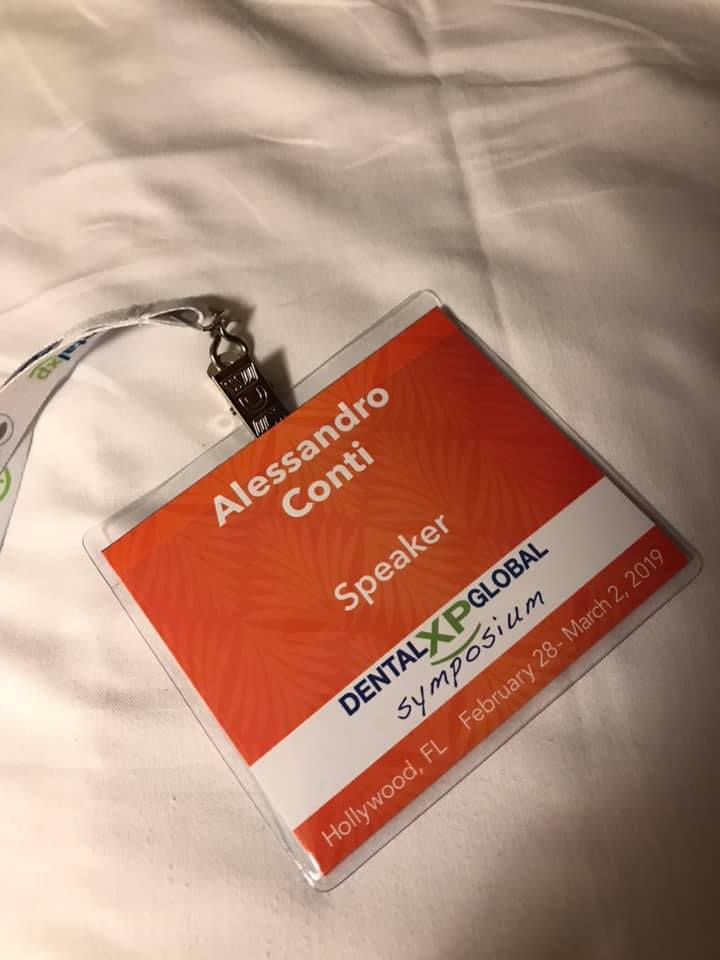 Alessandro
Conti
Speaker
DENTALXPGLOBAL
symposium
Hollywood, FL February 28- March 2, 2019